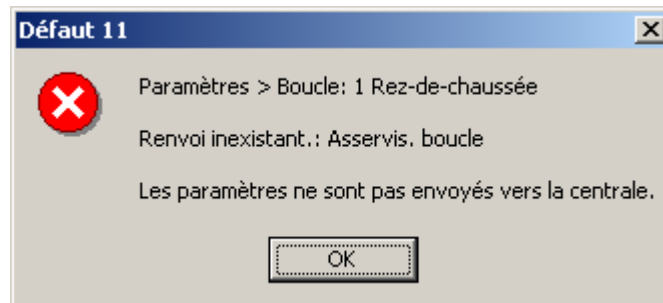 Défaut 11
Paramètres > Boucle: 1 Rez-de-chaussée
Renvoi inexistant.: Asservis. boucle
Les paramètres ne sont pas envoyés vers la centrale.
OK